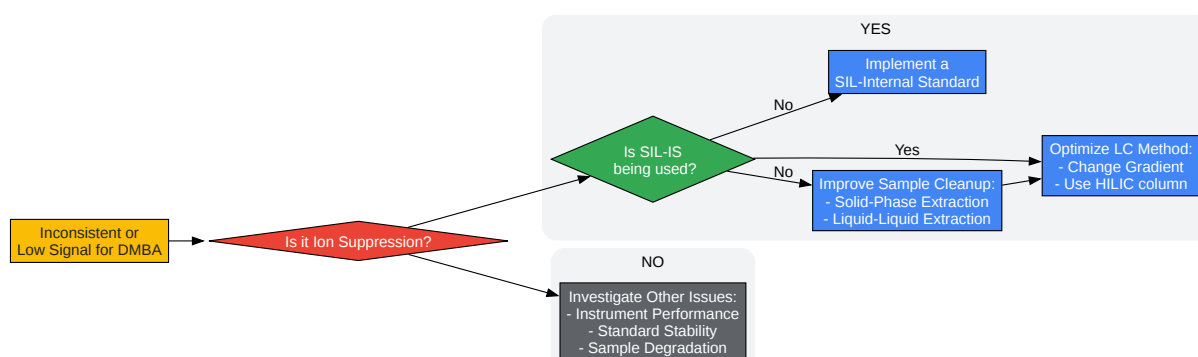 YES
Implement a
SIL-Internal Standard
No
Is SIL-IS
being used?
Yes
No
Optimize LC Method:
- Change Gradient
- Use HILIC column
Improve Sample Cleanup:
- Solid-Phase Extraction
- Liquid-Liquid Extraction
Inconsistent or
Low Signal for DMBA
Is it Ion Suppression?
NO
Investigate Other Issues:
- Instrument Performance
- Standard Stability
- Sample Degradation